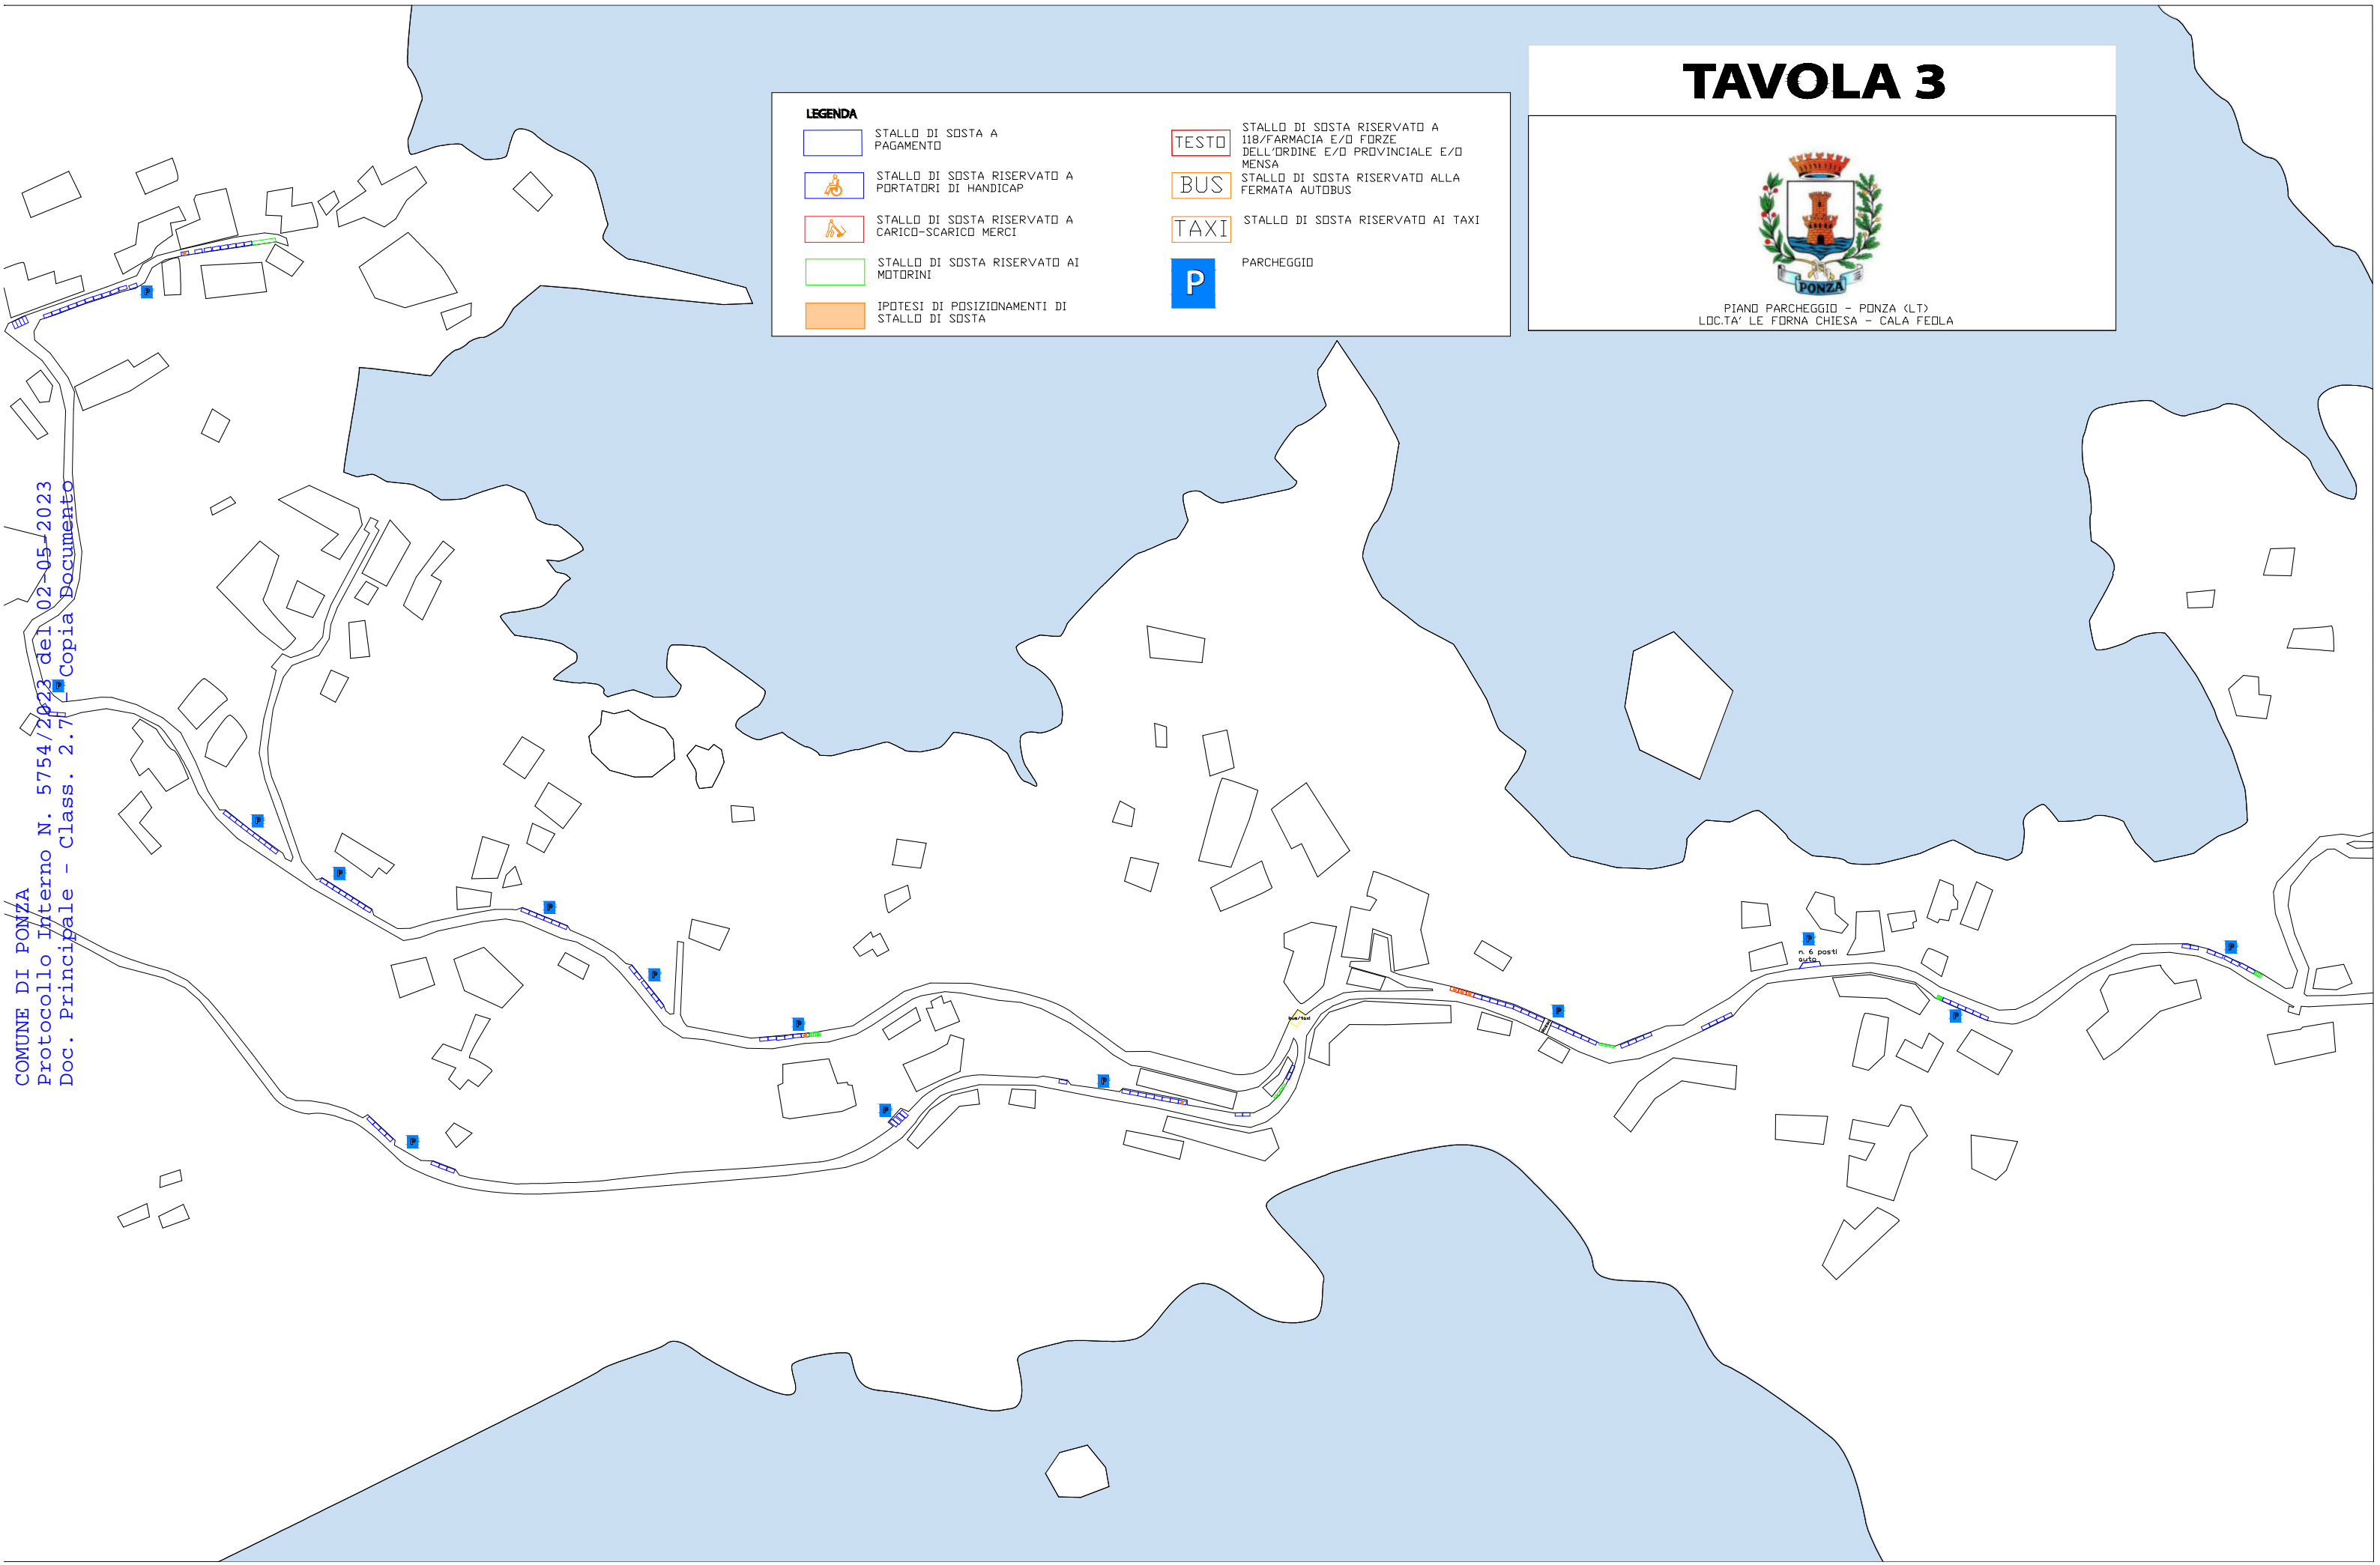 TAVOLA 3
LEGENDA
STALLO DI SOSTA A
PAGAMENTO
STALLO DI SOSTA RISERVATO A
PORTATORI DI HANDICAP
STALLO DI SOSTA RISERVATO A
CARICO-SCARICO MERCI
STALLO DI SOSTA RISERVATO AI
MOTORINI
IPOTESI DI POSIZIONAMENTI DI
STALLO DI SOSTA
TESTO
STALLO DI SOSTA RISERVATO A
118/FARMACIA E/O FORZE
DELL'ORDINE E/O PROVINCIALE E/O
MENSA
BUS
STALLO DI SOSTA RISERVATO ALLA
FERMATA AUTOBUS
TAXI
STALLO DI SOSTA RISERVATO AI TAXI
P
PARCHEGGIO
PONZA
PIANO PARCHEGGIO - PONZA (LT)
LOC.TA' LE FORNA CHIESA - CALA FEOLA
COMUNE DI PONZA
Protocollo Interno N. 5754/2023 del 02-05-2023
Doc. Principale - Class. 2.7 - Copia Documento
P
P
P
P
P
P
P
P
P
P
P
P
n. 6 posti
auto
P
P
P
bus/taxi